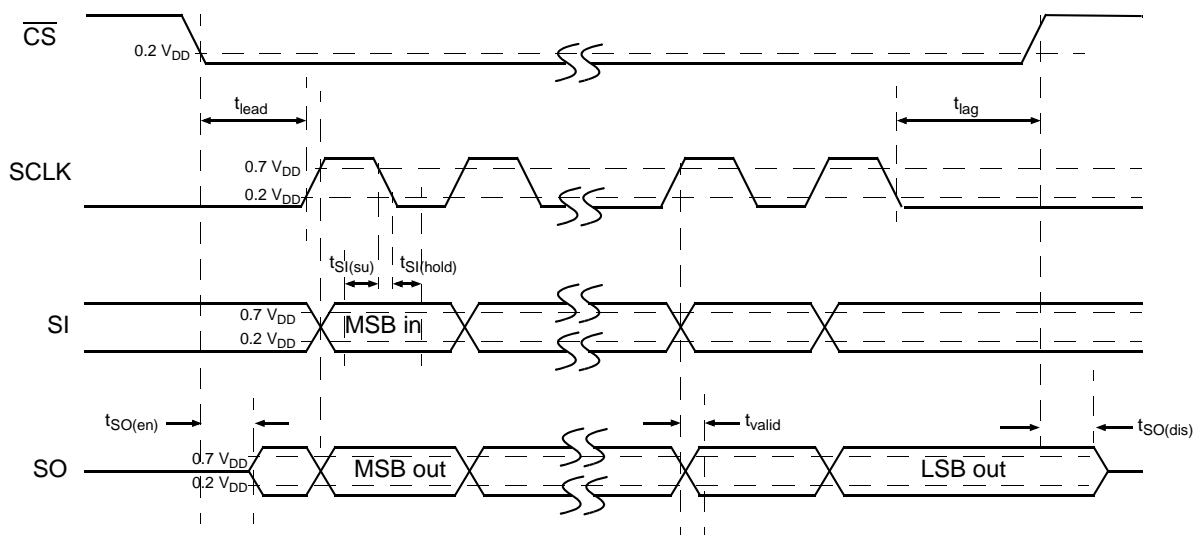 CS
0.2 VDD
tlead
tlag
SCLK
0.7 VDD
0.2 VDD
tSI(su)
tSI(hold)
SI
0.7 VDD
MSB in
0.2 VDD
tSO(en)
tvalid
tSO(dis)
SO
0.7 VDD
MSB out
LSB out
0.2 VDD